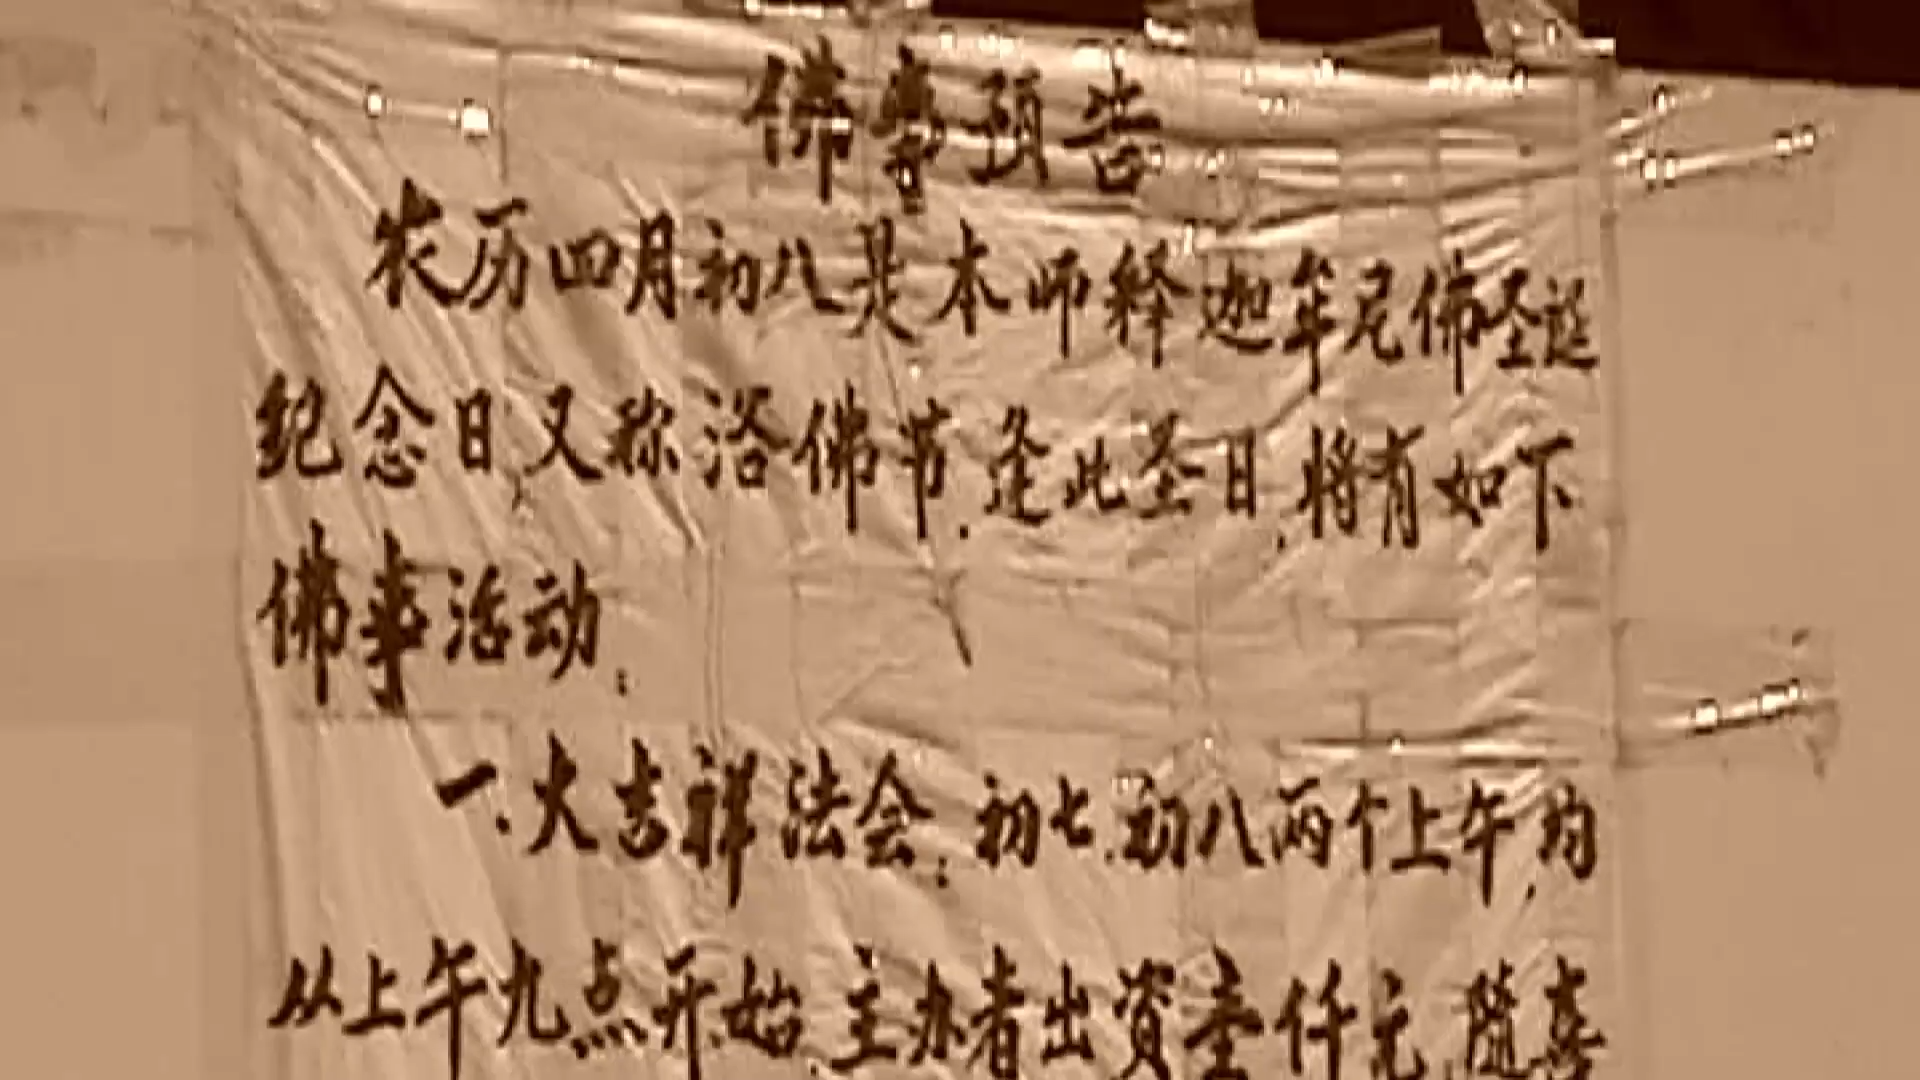 佛事预告
农历四月初八是本师释迦牟尼佛圣诞
纪念日又称浴佛节.逢此圣日,将有如下
佛事活动:
一、大吉祥法会:初七.初八两个上午,均
从上午九点开始,主办者出资壹仟元,随喜